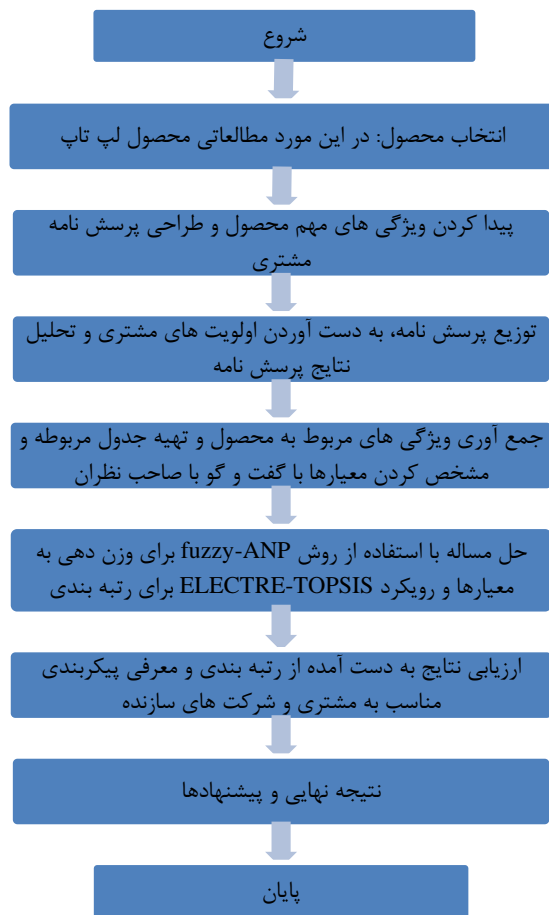 شروع
انتخاب محصول: در این مورد مطالعاتی محصول لپ تاپ
پیدا کردن ویژگی های مهم محصول و طراحی پرسش نامه
مشتری
توزیع پرسش نامه، به دست آوردن اولویت های مشتری و تحلیل
نتایج پرسش نامه
جمع آوری ویژگی های مربوط به محصول و تهیه جدول مربوطه و
مشخص کردن معیارها با گفت و گو با صاحب نظران
حل مساله با استفاده از روش fuzzy-ANP برای وزن دهی به
معیارها و رویکرد ELECTRE-TOPSIS برای رتبه بندی
ارزیابی نتایج به دست آمده از رتبه بندی و معرفی پیکربندی
مناسب به مشتری و شرکت های سازنده
نتیجه نهایی و پیشنهادها
پایان